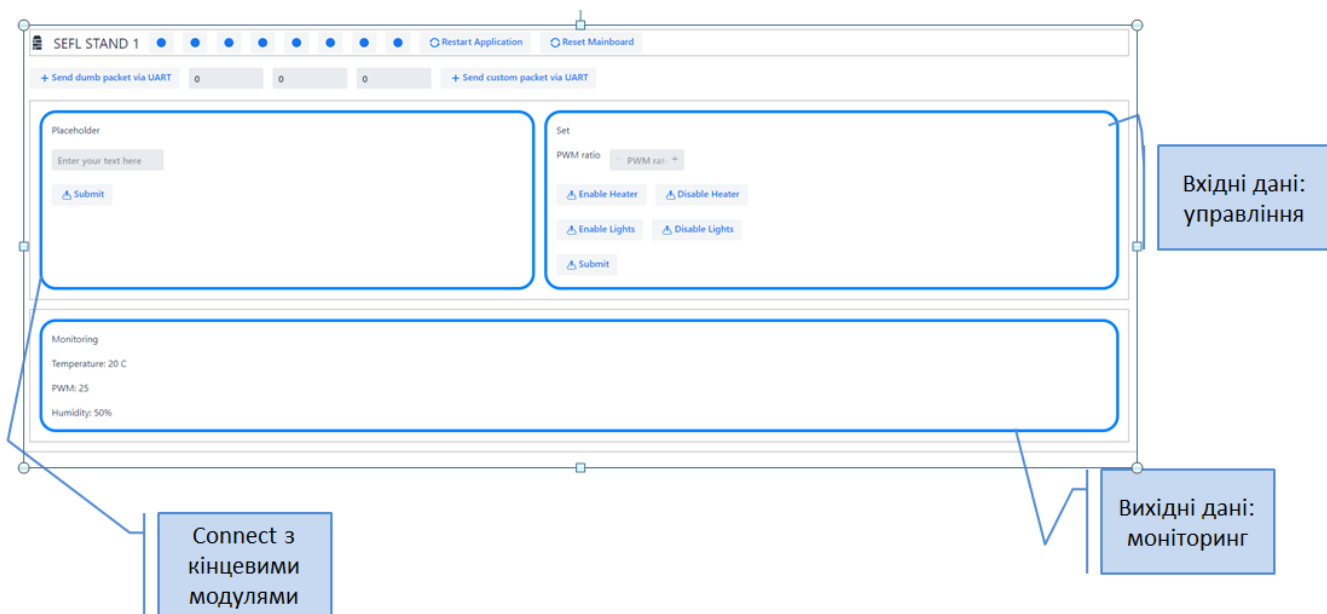 SEFL STAND 1 Restart Application Reset Mainboard
+ Send dumb packet via UART 0 0 0 + Send custom packet via UART
Placeholder
Enter your text here
Submit
Set
PWM ratio − PWM rati +
Enable Heater Disable Heater
Enable Lights Disable Lights
Submit
Вхідні дані:
управління
Monitoring
Temperature: 20 C
PWM: 25
Humidity: 50%
Вихідні дані:
моніторинг
Connect з
кінцевими
модулями